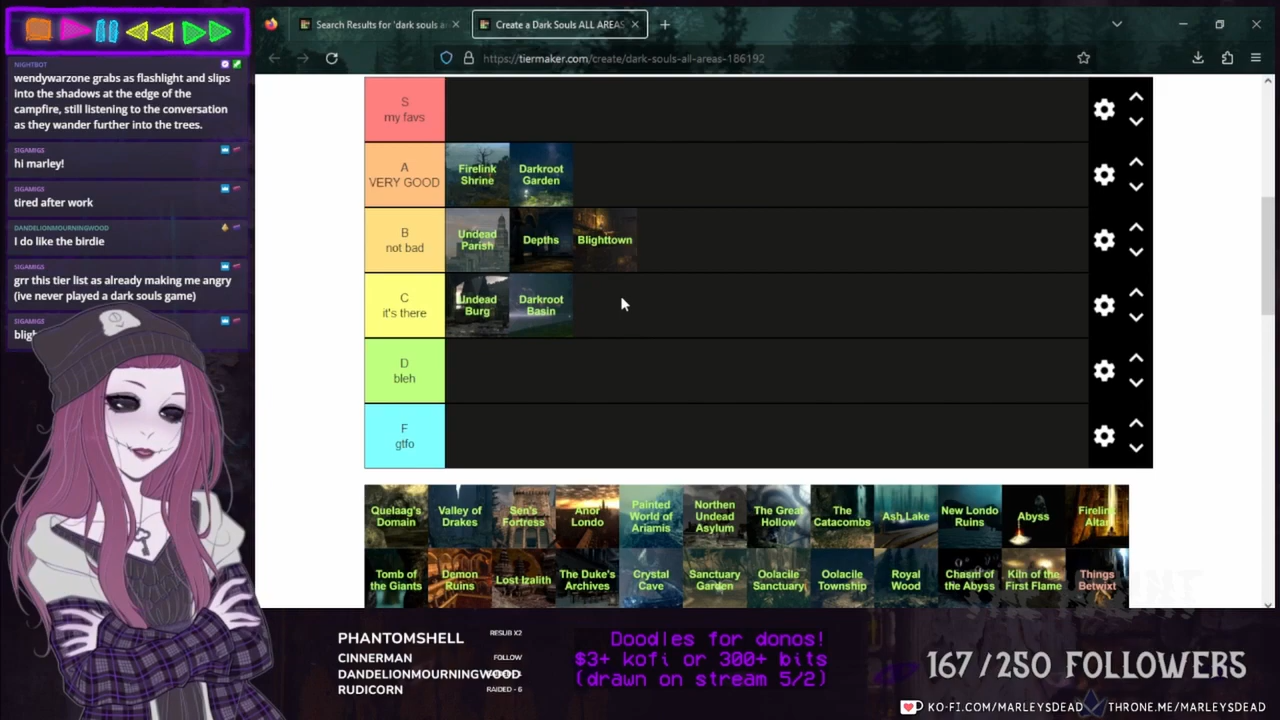 Search Results for 'dark souls a
Create a Dark Souls ALL AREAS
https://tiermaker.com/create/dark-souls-all-areas-186192
NIGHTBOT
wendywarzone grabs as flashlight and slips
into the shadows at the edge of the
campfire, still listening to the conversation
as they wander further into the trees.
SIGAMIGS
hi marley!
SIGAMIGS
tired after work
DANDELIONMOURNINGWOOD
I do like the birdie
SIGAMIGS
grr this tier list as already making me angry
(ive never played a dark souls game)
SIGAMIGS
S
my favs
A
VERY GOOD
Firelink
Shrine
Darkroot
Garden
B
not bad
Undead
Parish
Depths
Blighttown
C
it's there
Undead
Burg
Darkroot
Basin
D
bleh
F
gtfo
Quelaag's
Domain
Valley of
Drakes
Sen's
Fortress
Anor
Londo
Painted
World of
Ariamis
Northen
Undead
Asylum
The Great
Hollow
The
Catacombs
Ash Lake
New Londo
Ruins
Abyss
Firelink
Altar
Tomb of
the Giants
Demon
Ruins
Lost Izalith
The Duke's
Archives
Crystal
Cave
Sanctuary
Garden
Oolacile
Sanctuary
Oolacile
Township
Royal
Wood
Chasm of
the Abyss
Kiln of the
First Flame
Things
Betwixt
PHANTOMSHELL RESUB X2
CINNERMAN FOLLOW
DANDELIONMOURNINGWOOD
RUDICORN RAIDED - 6
Doodles for donos!
$3+ kofi or 300+ bits
(drawn on stream 5/2)
167/250 FOLLOWERS
KO-FI.COM/MARLEYSDEAD THRONE.ME/MARLEYSDEAD